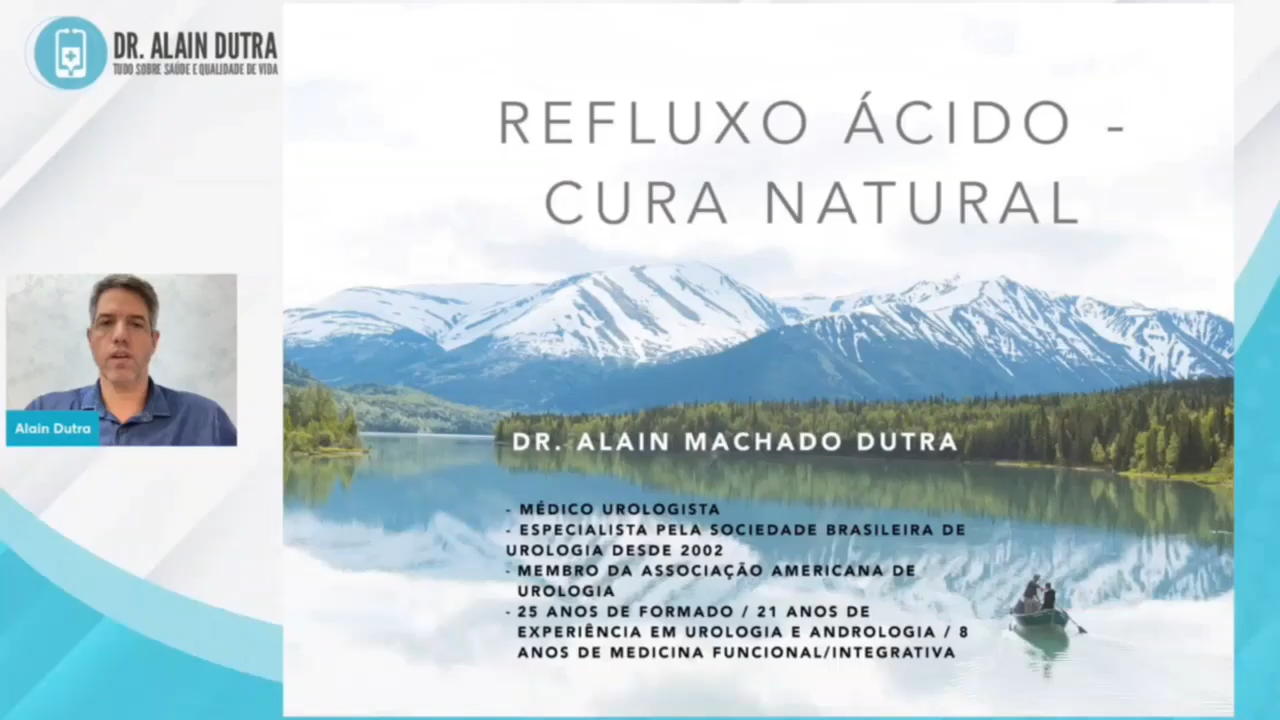 DR. ALAIN DUTRA
TUDO SOBRE SAÚDE E QUALIDADE DE VIDA
REFLUXO ÁCIDO -
CURA NATURAL
Alain Dutra
DR. ALAIN MACHADO DUTRA
- MÉDICO UROLOGISTA
- ESPECIALISTA PELA SOCIEDADE BRASILEIRA DE
UROLOGIA DESDE 2002
- MEMBRO DA ASSOCIAÇÃO AMERICANA DE
UROLOGIA
- 25 ANOS DE FORMADO / 21 ANOS DE
EXPERIÊNCIA EM UROLOGIA E ANDROLOGIA / 8
ANOS DE MEDICINA FUNCIONAL/INTEGRATIVA